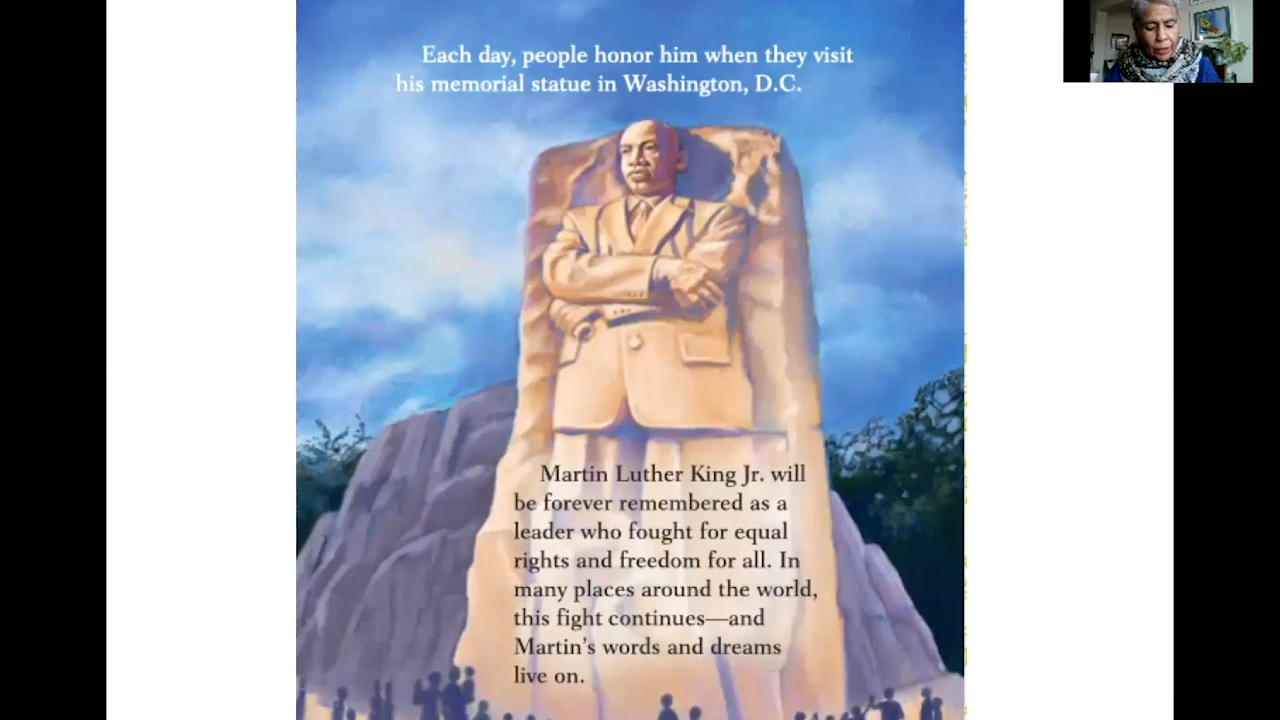 Each day, people honor him when they visit
his memorial statue in Washington, D.C.
Martin Luther King Jr. will
be forever remembered as a
leader who fought for equal
rights and freedom for all. In
many places around the world,
this fight continues—and
Martin's words and dreams
live on.